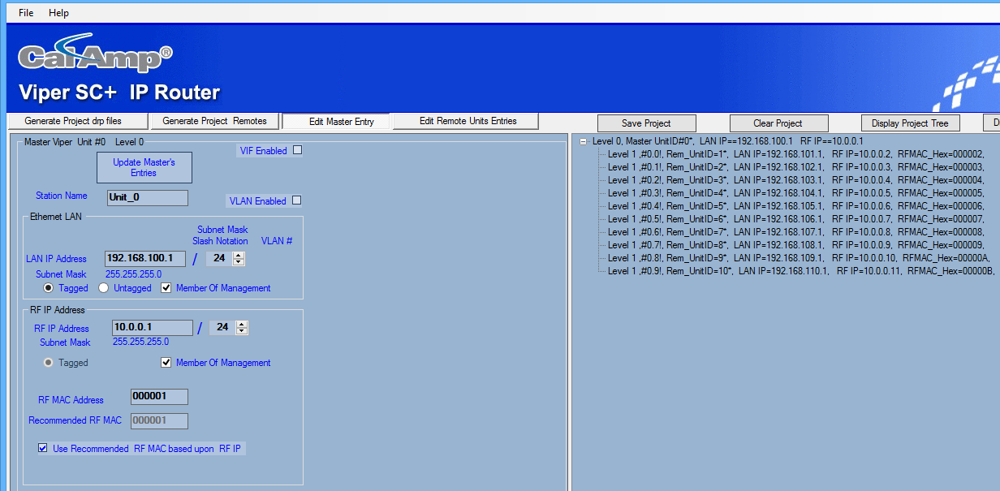 File Help
CalAmp®
Viper SC+ IP Router
Generate Project drp files Generate Project Remotes Edit Master Entry Edit Remote Units Entries Save Project Clear Project Display Project Tree D
Master Viper Unit #0 Level 0
VIF Enabled
Update Master's
Entries
Station Name Unit_0
VLAN Enabled
Ethernet LAN
Subnet Mask
Slash Notation VLAN #
LAN IP Address 192.168.100.1 / 24
Subnet Mask 255.255.255.0
Tagged Untagged Member Of Management
RF IP Address
RF IP Address 10.0.0.1 / 24
Subnet Mask 255.255.255.0
Tagged Member Of Management
RF MAC Address 000001
Recommended RF MAC 000001
Use Recommended RF MAC based upon RF IP
Level 0, Master UnitID#0*, LAN IP==192.168.100.1 RF IP==10.0.0.1
Level 1 ,#0.0!, Rem_UnitID=1*, LAN IP=192.168.101.1, RF IP=10.0.0.2, RFMAC_Hex=000002,
Level 1 ,#0.1!, Rem_UnitID=2*, LAN IP=192.168.102.1, RF IP=10.0.0.3, RFMAC_Hex=000003,
Level 1 ,#0.2!, Rem_UnitID=3*, LAN IP=192.168.103.1, RF IP=10.0.0.4, RFMAC_Hex=000004,
Level 1 ,#0.3!, Rem_UnitID=4*, LAN IP=192.168.104.1, RF IP=10.0.0.5, RFMAC_Hex=000005,
Level 1 ,#0.4!, Rem_UnitID=5*, LAN IP=192.168.105.1, RF IP=10.0.0.6, RFMAC_Hex=000006,
Level 1 ,#0.5!, Rem_UnitID=6*, LAN IP=192.168.106.1, RF IP=10.0.0.7, RFMAC_Hex=000007,
Level 1 ,#0.6!, Rem_UnitID=7*, LAN IP=192.168.107.1, RF IP=10.0.0.8, RFMAC_Hex=000008,
Level 1 ,#0.7!, Rem_UnitID=8*, LAN IP=192.168.108.1, RF IP=10.0.0.9, RFMAC_Hex=000009,
Level 1 ,#0.8!, Rem_UnitID=9*, LAN IP=192.168.109.1, RF IP=10.0.0.10, RFMAC_Hex=00000A,
Level 1 ,#0.9!, Rem_UnitID=10*, LAN IP=192.168.110.1, RF IP=10.0.0.11, RFMAC_Hex=00000B,